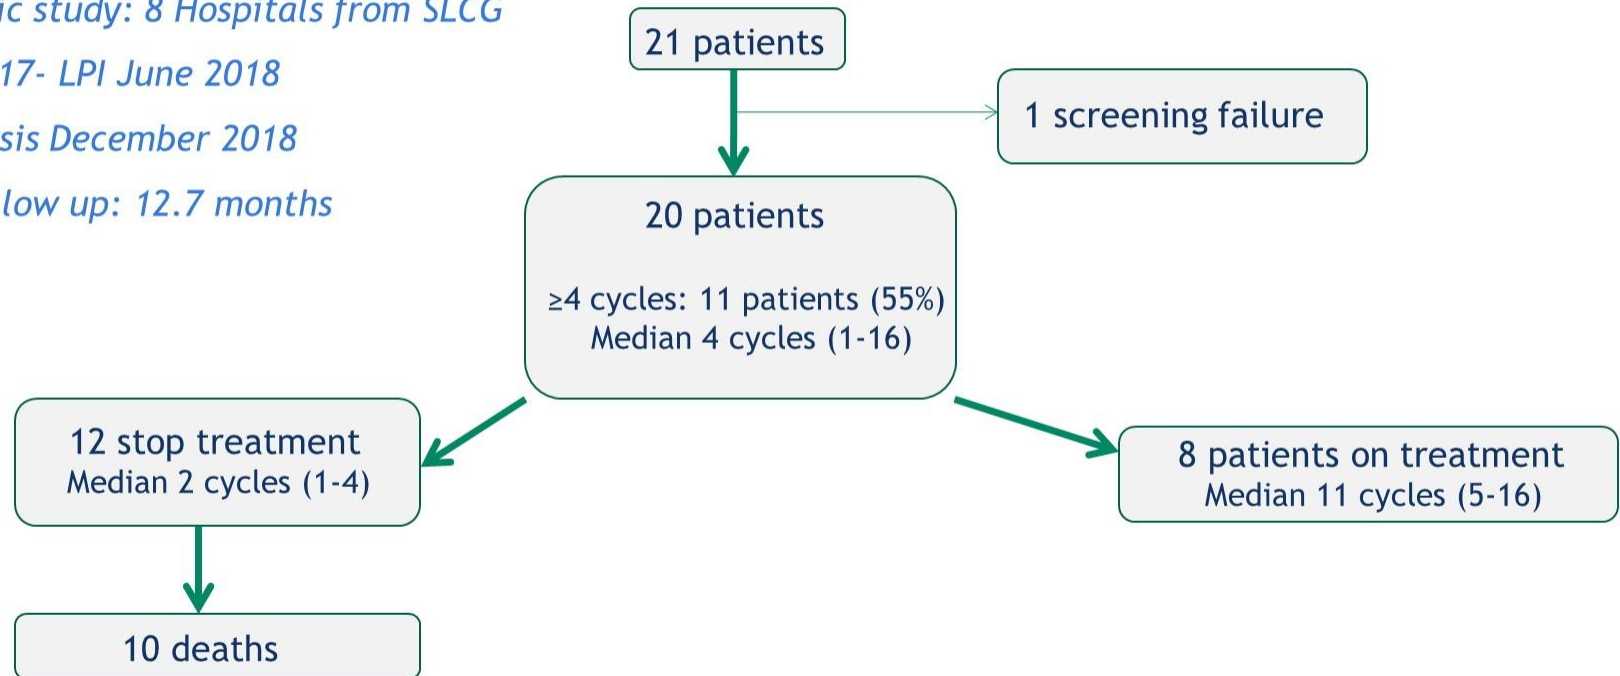 ic study: 8 Hospitals from SLCG
17- LPI June 2018
sis December 2018
low up: 12.7 months
21 patients
1 screening failure
20 patients
≥4 cycles: 11 patients (55%)
Median 4 cycles (1-16)
12 stop treatment
Median 2 cycles (1-4)
8 patients on treatment
Median 11 cycles (5-16)
10 deaths